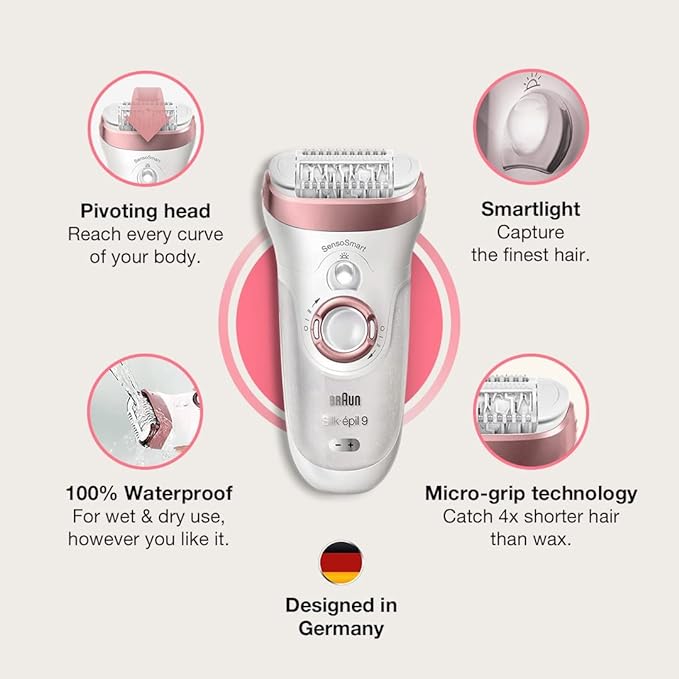 SensoSmart
Pivoting head
Reach every curve
of your body.
Smartlight
Capture
the finest hair.
SensoSmart
BRAUN
Silk·épil 9
- +
100% Waterproof
For wet & dry use,
however you like it.
Micro-grip technology
Catch 4x shorter hair
than wax.
Designed in
Germany